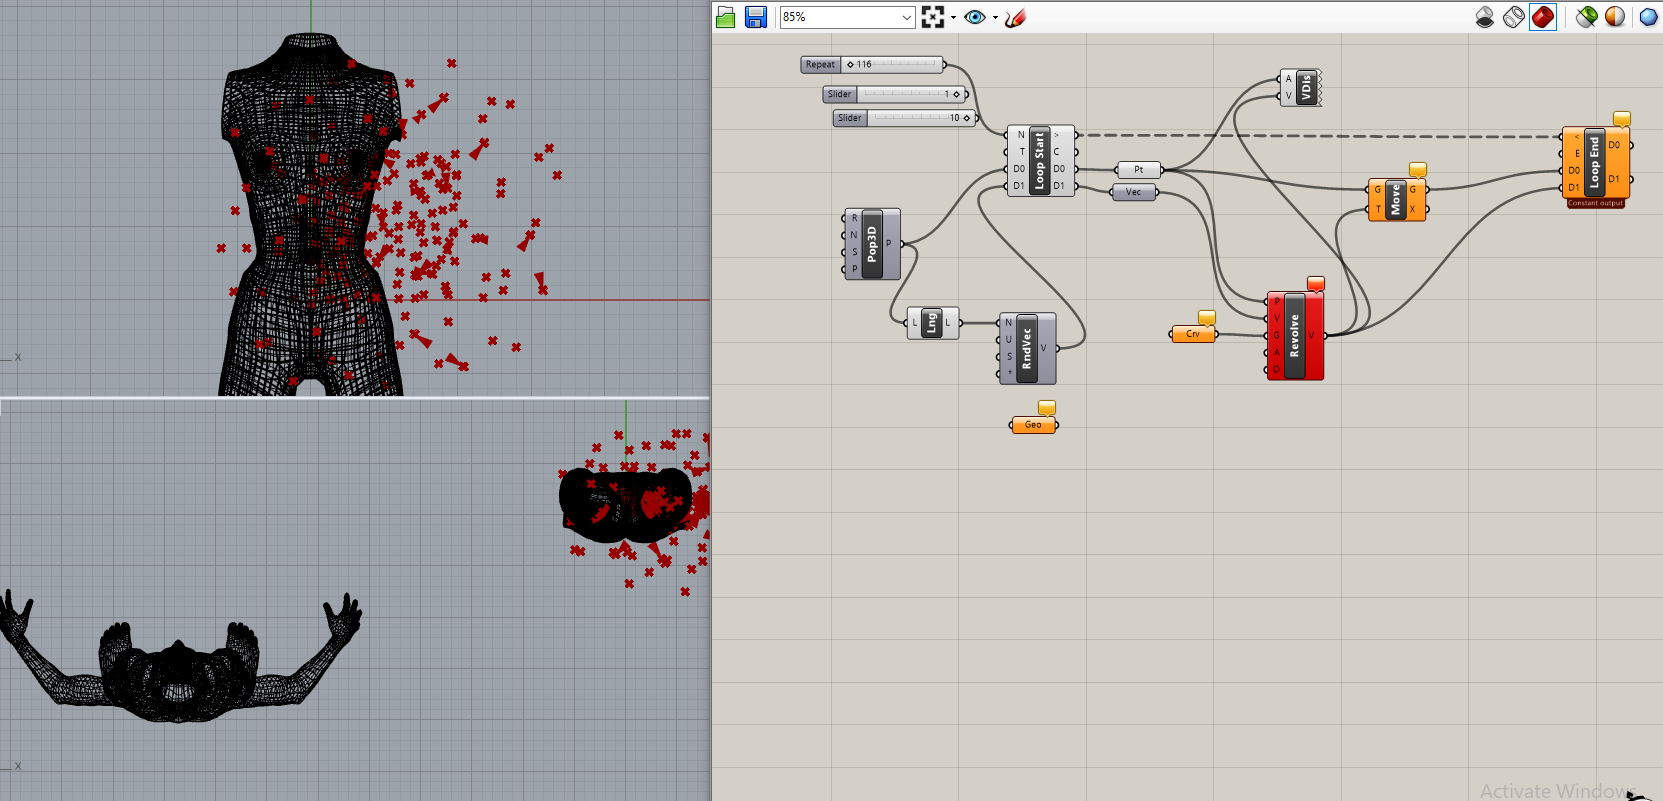 85%
Repeat
116
Slider
1
Slider
10
A
V
VDis
N
T
D0
D1
Loop Start
>
C
D0
D1
Pt
Vec
<
E
D0
D1
Loop End
D0
D1
Constant output
G
T
Move
G
X
R
N
S
P
Pop3D
P
L
Lng
L
N
U
S
*
RndVec
V
Crv
P
V
G
A
D
Revolve
V
Geo
X
X
Activate Windows